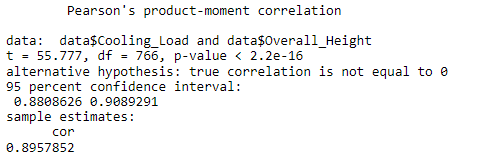 Pearson's product-moment correlation
data:  data$Cooling_Load and data$Overall_Height
t = 55.777, df = 766, p-value < 2.2e-16
alternative hypothesis: true correlation is not equal to 0
95 percent confidence interval:
0.8808626 0.9089291
sample estimates:
cor
0.8957852